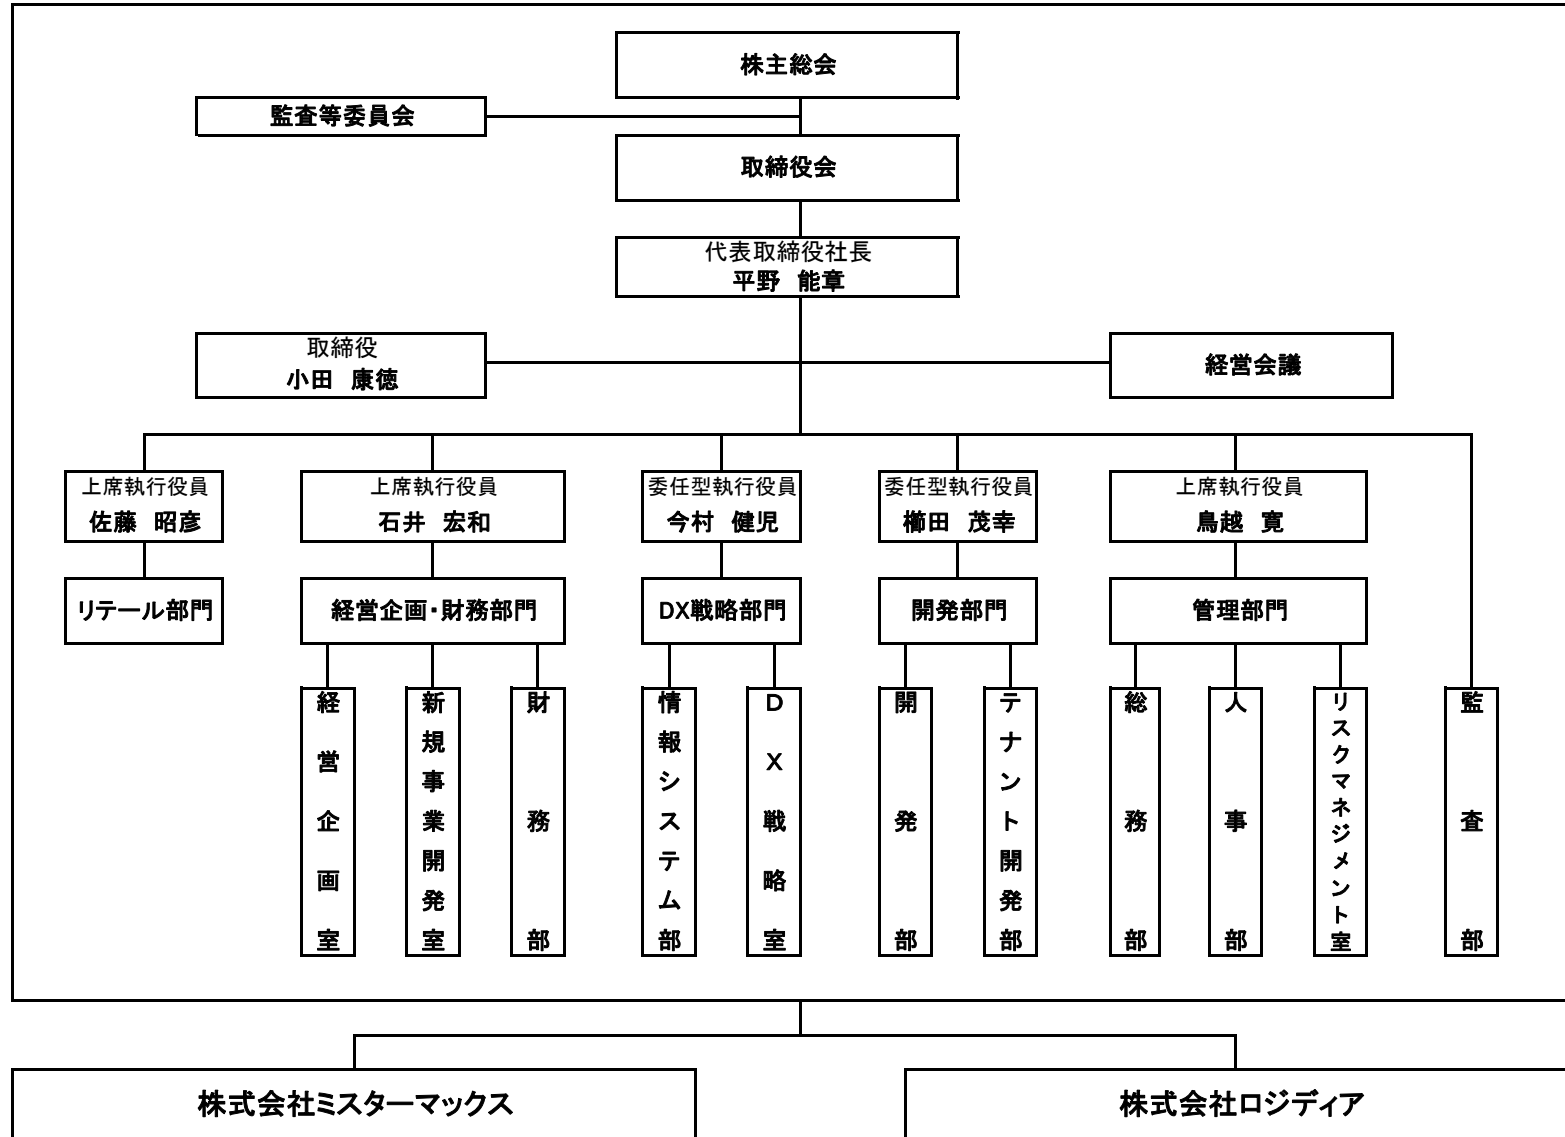 株主総会
監査等委員会
取締役会
代表取締役社長
平野　能章
取締役
小田　康徳
経営会議
上席執行役員
佐藤　昭彦
上席執行役員
石井　宏和
委任型執行役員
今村　健児
委任型執行役員
櫛田　茂幸
上席執行役員
鳥越　寛
リテール部門
経営企画・財務部門
DX戦略部門
開発部門
管理部門
経営企画室
新規事業開発室
財務部
情報システム部
DX戦略室
開発部
テナント開発部
総務部
人事部
リスクマネジメント室
監査部
株式会社ミスターマックス
株式会社ロジディア